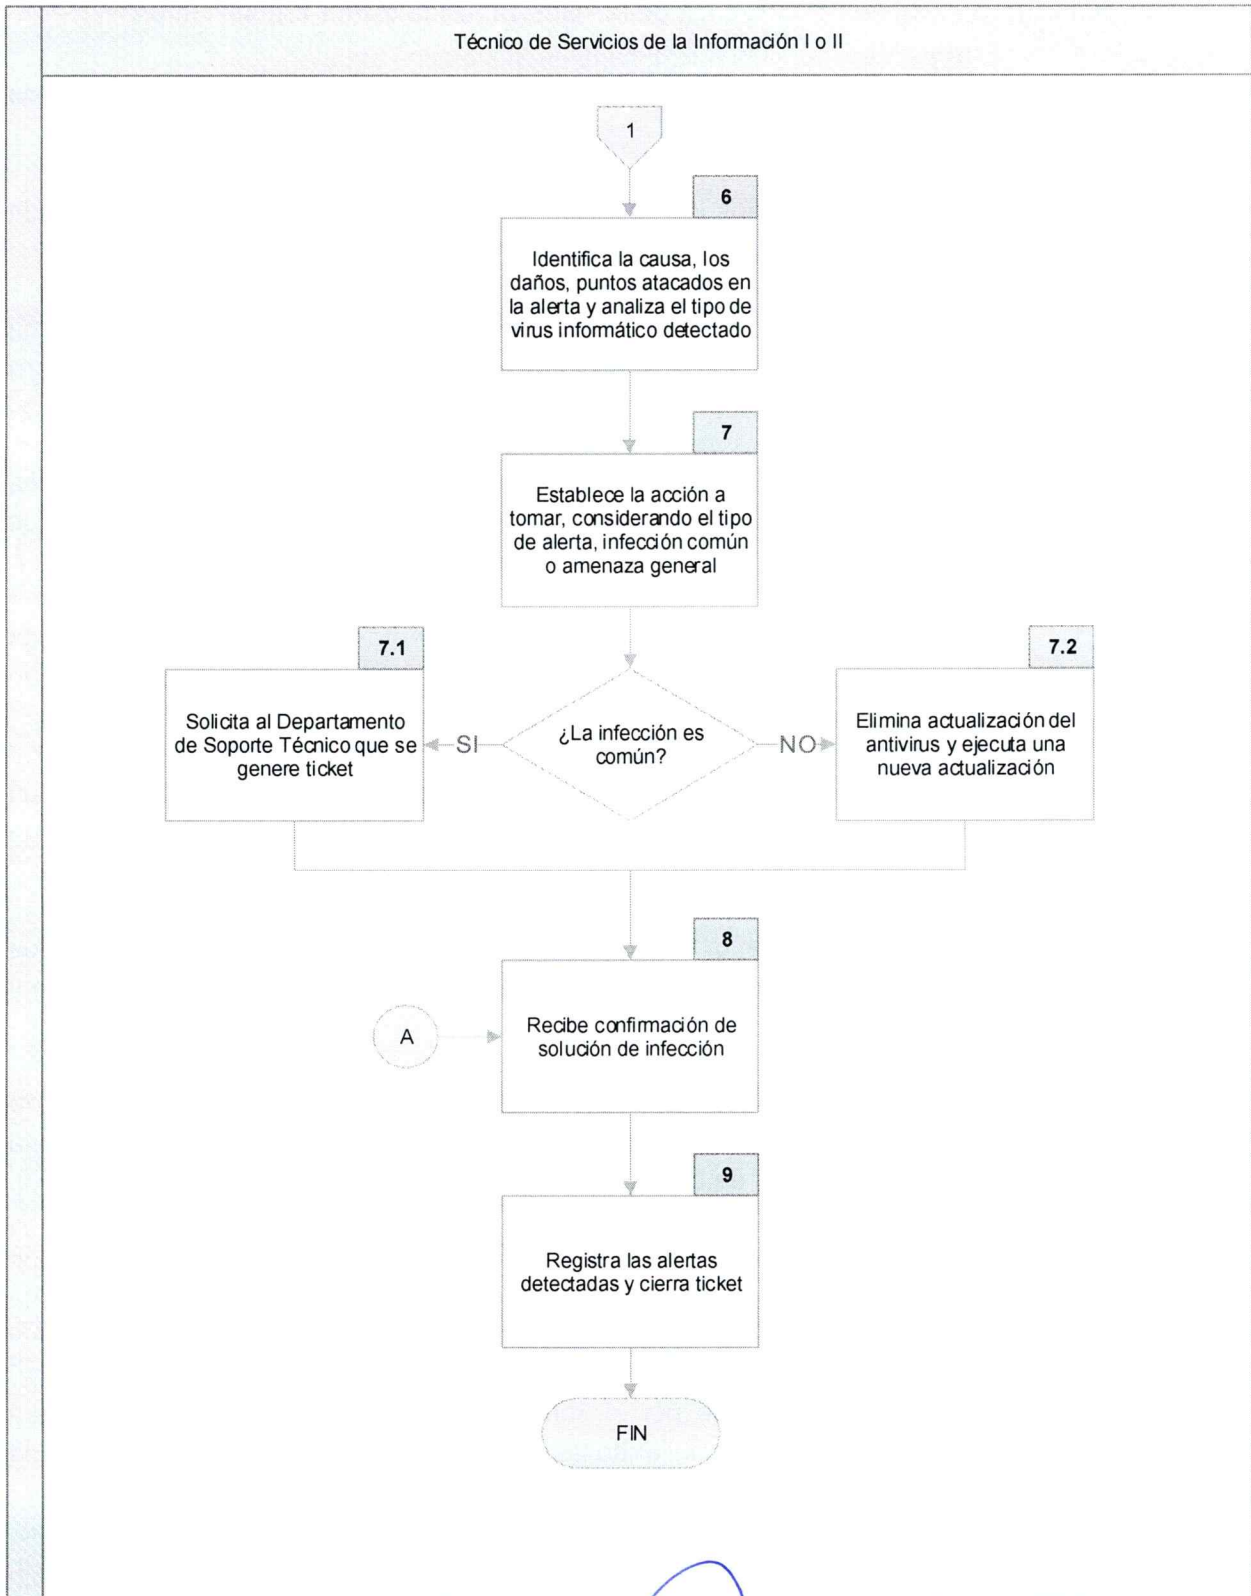 Técnico de Servicios de la Información I o II
1
6
Identifica la causa, los
daños, puntos atacados en
la alerta y analiza el tipo de
virus informático detectado
7
Establece la acción a
tomar, considerando el tipo
de alerta, infección común
o amenaza general
7.1
Solicita al Departamento
de Soporte Técnico que se
genere ticket
SI
¿La infección es
común?
NO
7.2
Elimina actualización del
antivirus y ejecuta una
nueva actualización
8
A
Recibe confirmación de
solución de infección
9
Registra las alertas
detectadas y cierra ticket
FIN